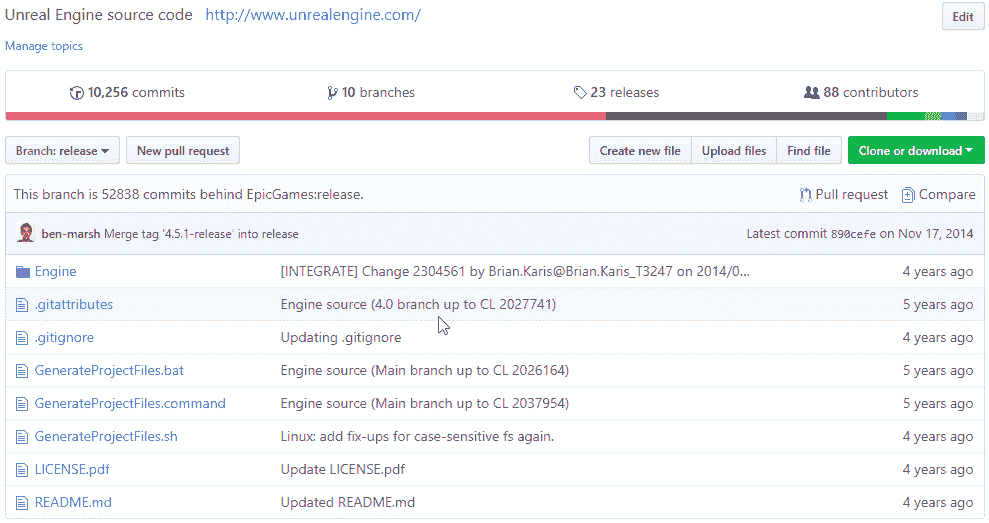 Unreal Engine source code http://www.unrealengine.com/ Edit
Manage topics
10,256 commits 10 branches 23 releases 88 contributors
Branch: release New pull request Create new file Upload files Find file Clone or download
This branch is 52838 commits behind EpicGames:release. Pull request Compare
ben-marsh Merge tag '4.5.1-release' into release Latest commit 890cefe on Nov 17, 2014
Engine [INTEGRATE] Change 2304561 by Brian.Karis@Brian.Karis_T3247 on 2014/0... 4 years ago
.gitattributes Engine source (4.0 branch up to CL 2027741) 5 years ago
.gitignore Updating .gitignore 4 years ago
GenerateProjectFiles.bat Engine source (Main branch up to CL 2026164) 5 years ago
GenerateProjectFiles.command Engine source (Main branch up to CL 2037954) 5 years ago
GenerateProjectFiles.sh Linux: add fix-ups for case-sensitive fs again. 4 years ago
LICENSE.pdf Update LICENSE.pdf 4 years ago
README.md Updated README.md 4 years ago